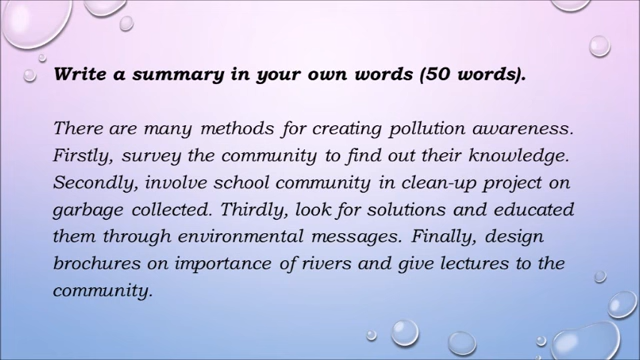 Write a summary in your own words (50 words).
There are many methods for creating pollution awareness.
Firstly, survey the community to find out their knowledge.
Secondly, involve school community in clean-up project on
garbage collected. Thirdly, look for solutions and educated
them through environmental messages. Finally, design
brochures on importance of rivers and give lectures to the
community.